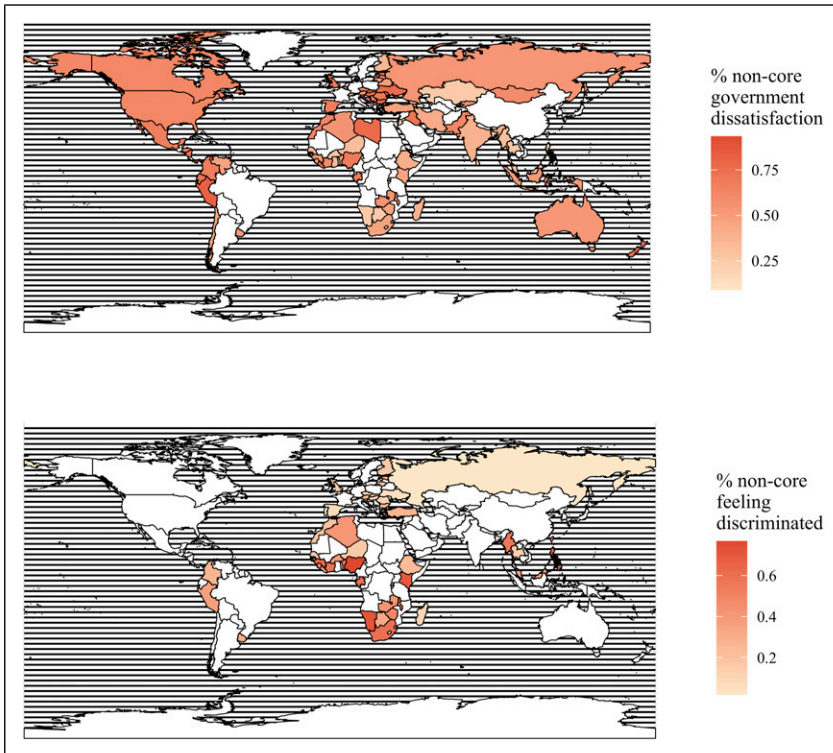 % non-core
government
dissatisfaction
0.75
0.50
0.25
% non-core
feeling
discriminated
0.6
0.4
0.2